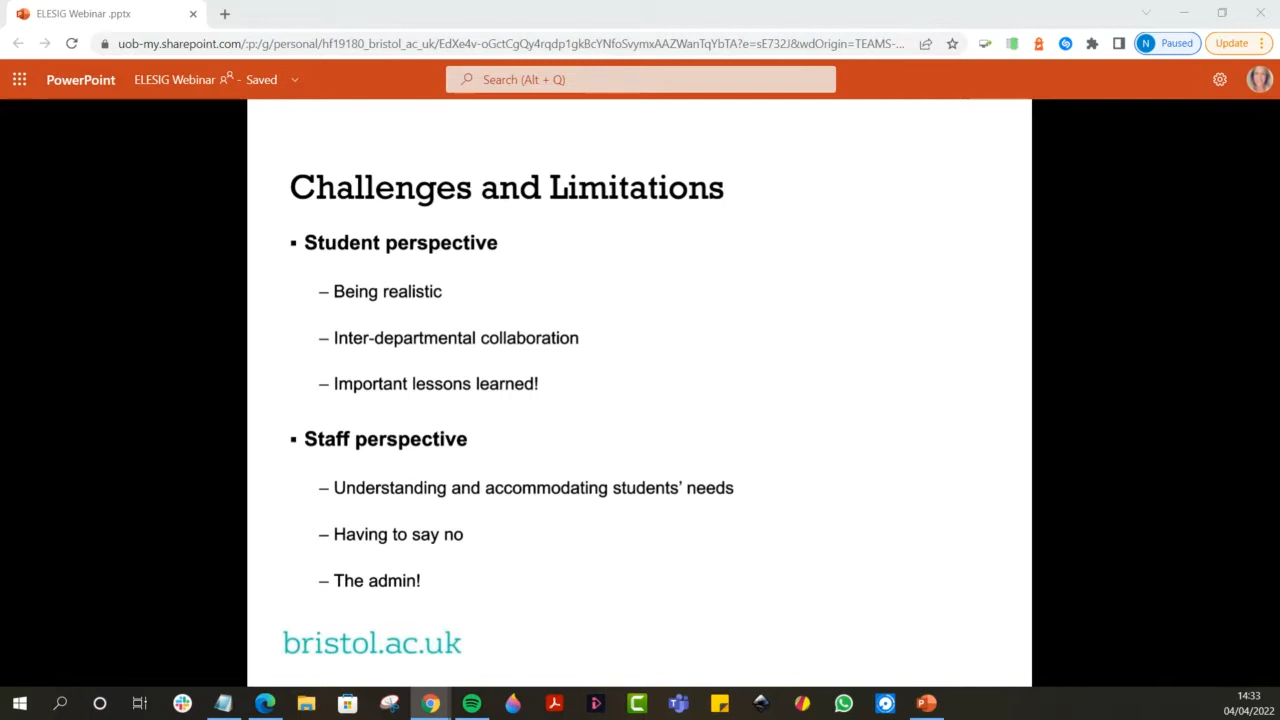 ELESIG Webinar .pptx
uob-my.sharepoint.com/:p:/g/personal/hf19180_bristol_ac_uk/EdXe4v-sGctCgQy4rqdp1gkBcYNfoSvymxAAZWanTqYbTA?e=sE732J&wdOrigin=TEAMS-...
N Paused
Update
PowerPoint
ELESIG Webinar - Saved
Search (Alt + Q)
Challenges and Limitations
▪ Student perspective
– Being realistic
– Inter-departmental collaboration
– Important lessons learned!
▪ Staff perspective
– Understanding and accommodating students’ needs
– Having to say no
– The admin!
bristol.ac.uk
14:33
04/04/2022